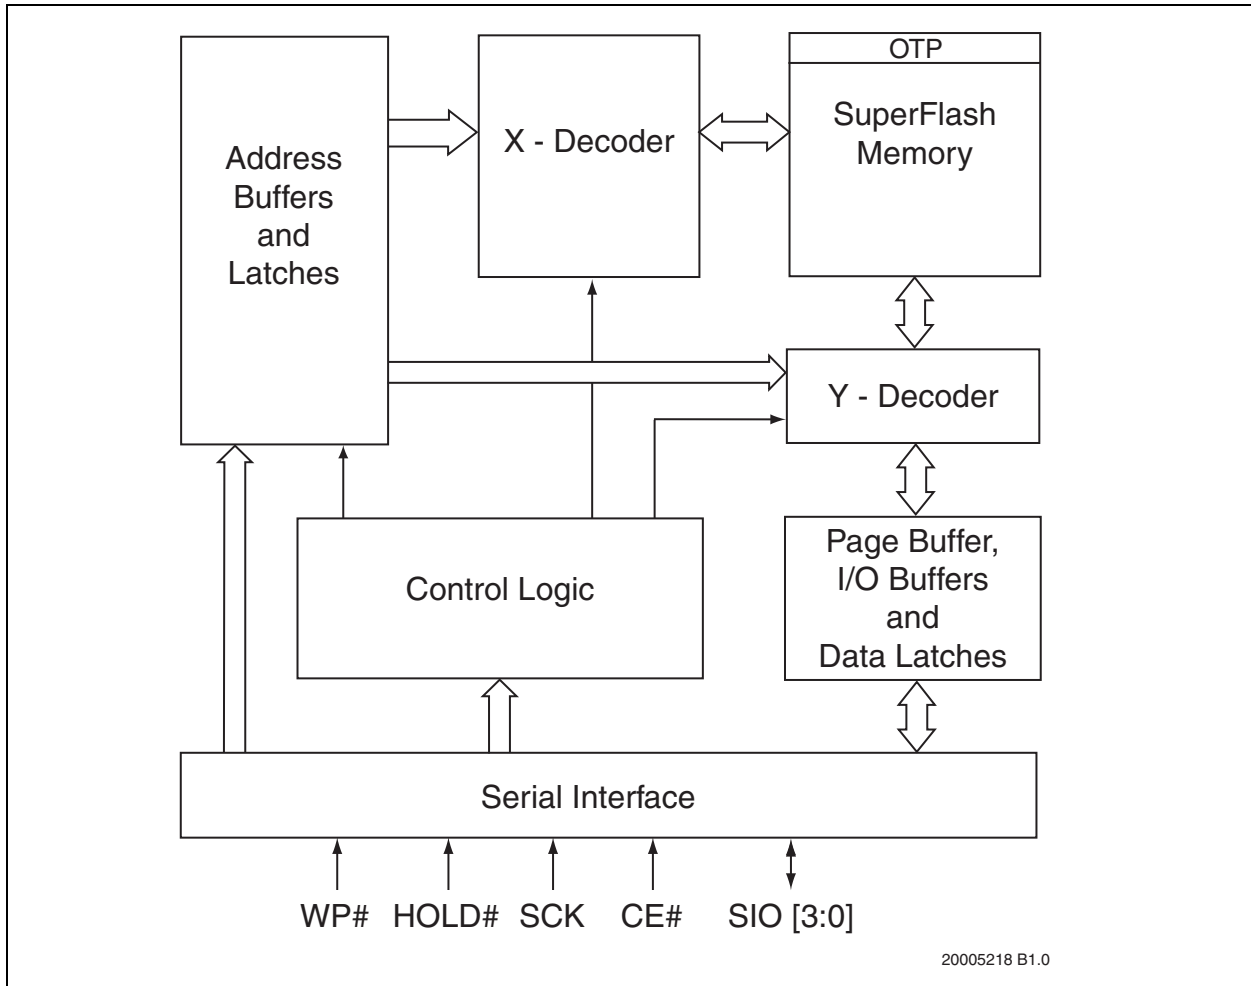 OTP
SuperFlash
Memory
X - Decoder
Address
Buffers
and
Latches
Y - Decoder
Page Buffer,
I/O Buffers
and
Data Latches
Control Logic
Serial Interface
WP# HOLD# SCK CE# SIO [3:0]
20005218 B1.0